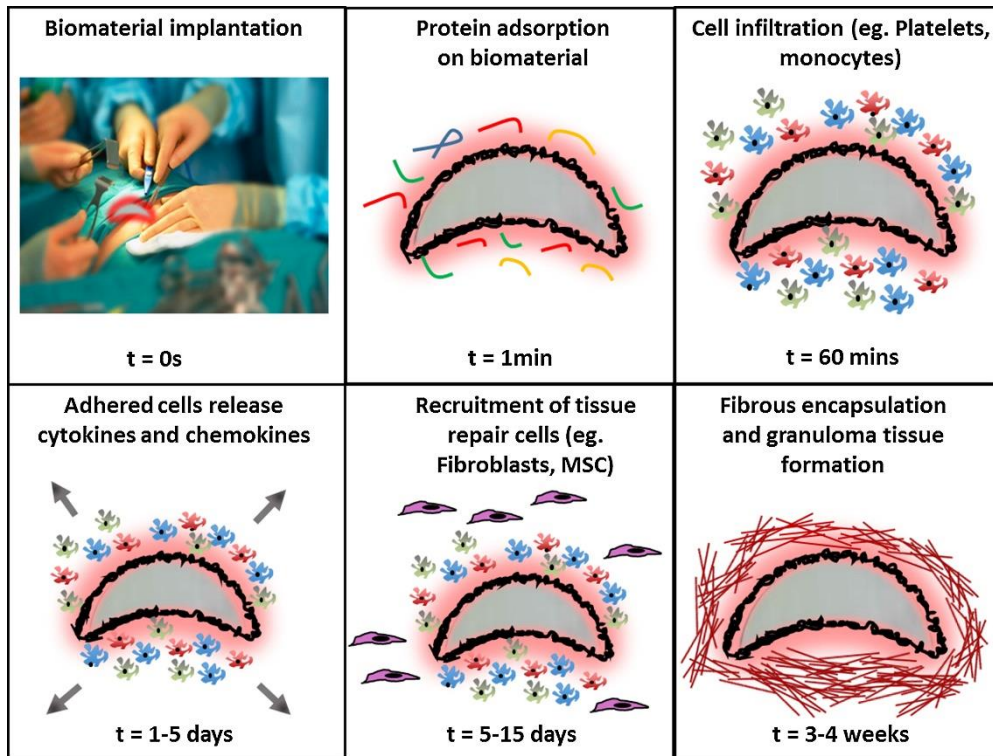 Biomaterial implantation
t = 0s
Protein adsorption
on biomaterial
t = 1min
Cell infiltration (eg. Platelets,
monocytes)
t = 60 mins
Adhered cells release
cytokines and chemokines
t = 1-5 days
Recruitment of tissue
repair cells (eg.
Fibroblasts, MSC)
t = 5-15 days
Fibrous encapsulation
and granuloma tissue
formation
t = 3-4 weeks